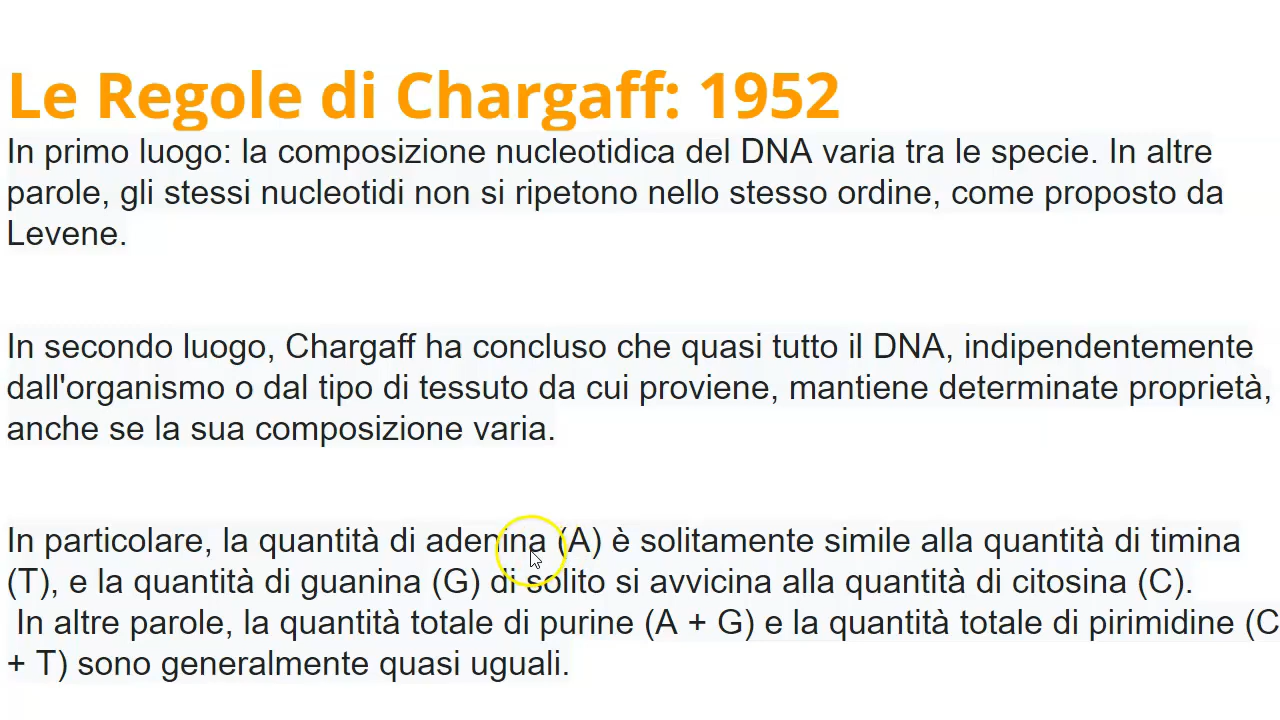 Le Regole di Chargaff: 1952
In primo luogo: la composizione nucleotidica del DNA varia tra le specie. In altre
parole, gli stessi nucleotidi non si ripetono nello stesso ordine, come proposto da
Levene.
In secondo luogo, Chargaff ha concluso che quasi tutto il DNA, indipendentemente
dall'organismo o dal tipo di tessuto da cui proviene, mantiene determinate proprietà,
anche se la sua composizione varia.
In particolare, la quantità di adenina (A) è solitamente simile alla quantità di timina
(T), e la quantità di guanina (G) di solito si avvicina alla quantità di citosina (C).
In altre parole, la quantità totale di purine (A + G) e la quantità totale di pirimidine (C
+ T) sono generalmente quasi uguali.